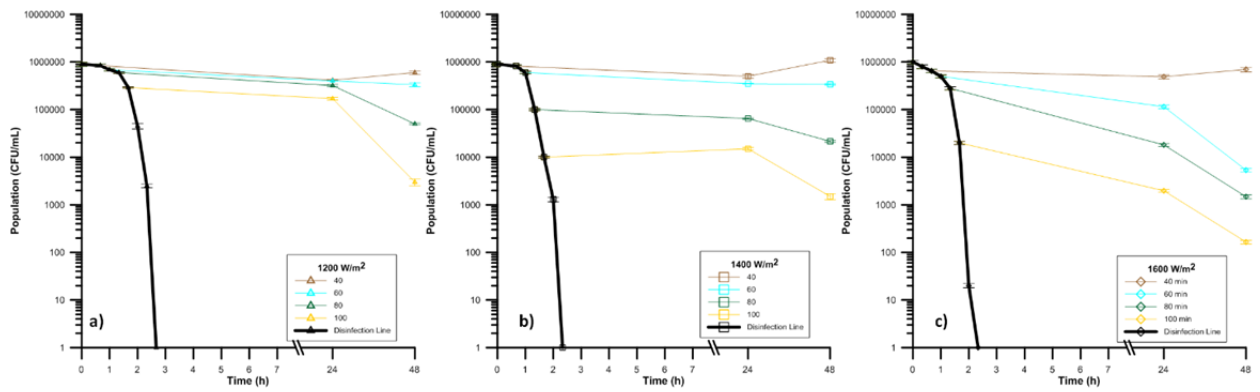 10000000
1000000
100000
10000
1000
100
10
1
Population (CFU/mL)
1200 W/m2
40
60
80
100
Disinfection Line
a)
0 1 2 3 4 5 6 7 24 48
Time (h)
10000000
1000000
100000
10000
1000
100
10
1
Population (CFU/mL)
1400 W/m2
40
60
80
100
Disinfection Line
b)
0 1 2 3 4 5 6 7 24 48
Time (h)
10000000
1000000
100000
10000
1000
100
10
1
Population (CFU/mL)
1600 W/m2
40 min
60 min
80 min
100 min
Disinfection Line
c)
0 1 2 3 4 5 6 7 24 48
Time (h)